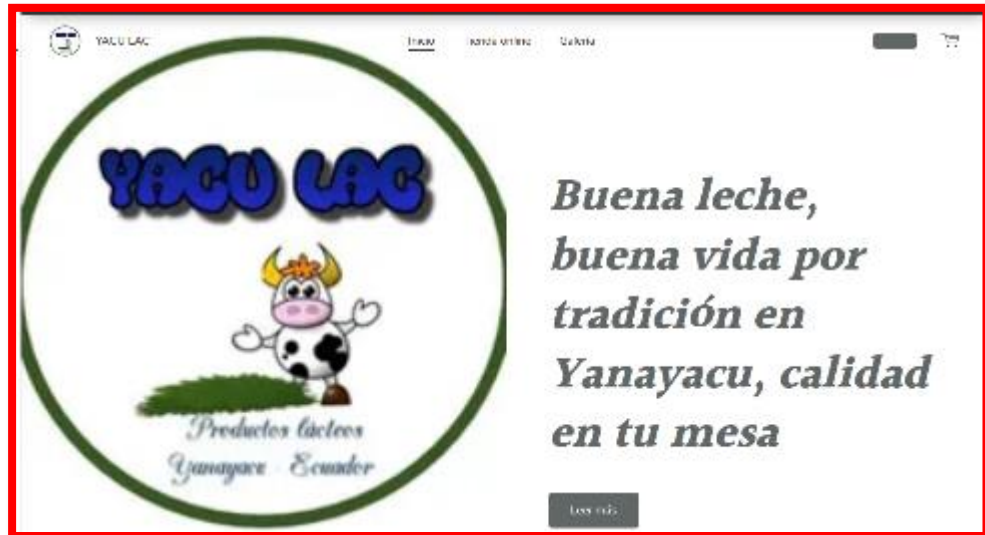 YACU LAC
Inicio
Tienda online
Galería
YACU LAC
Productos lácteos
Yanayacu - Ecuador
Buena leche,
buena vida por
tradición en
Yanayacu, calidad
en tu mesa
Leer más